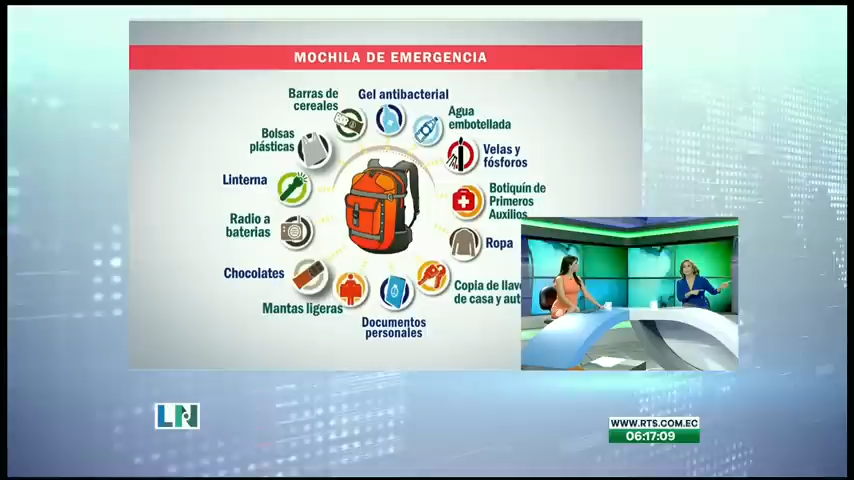 MOCHILA DE EMERGENCIA
Barras de
cereales
Gel antibacterial
Agua
embotellada
Bolsas
plásticas
Velas y
fósforos
Linterna
Botiquín de
Primeros
Auxilios
Radio a
baterias
Ropa
Chocolates
Copia de llav
de casa y aut
Mantas ligeras
Documentos
personales
LN
WWW.RTS.COM.EC
06:17:09